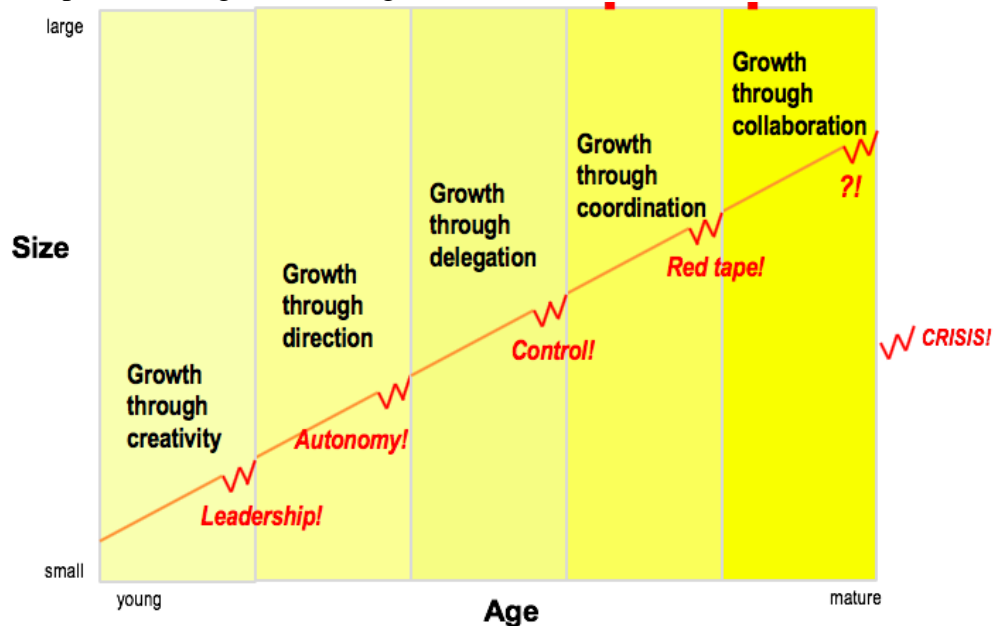 large
Growth
through
collaboration
?!
Growth
through
coordination
Red tape!
Growth
through
delegation
Control!
Growth
through
direction
Autonomy!
Growth
through
creativity
Leadership!
Size
CRISIS!
small
young
Age
mature